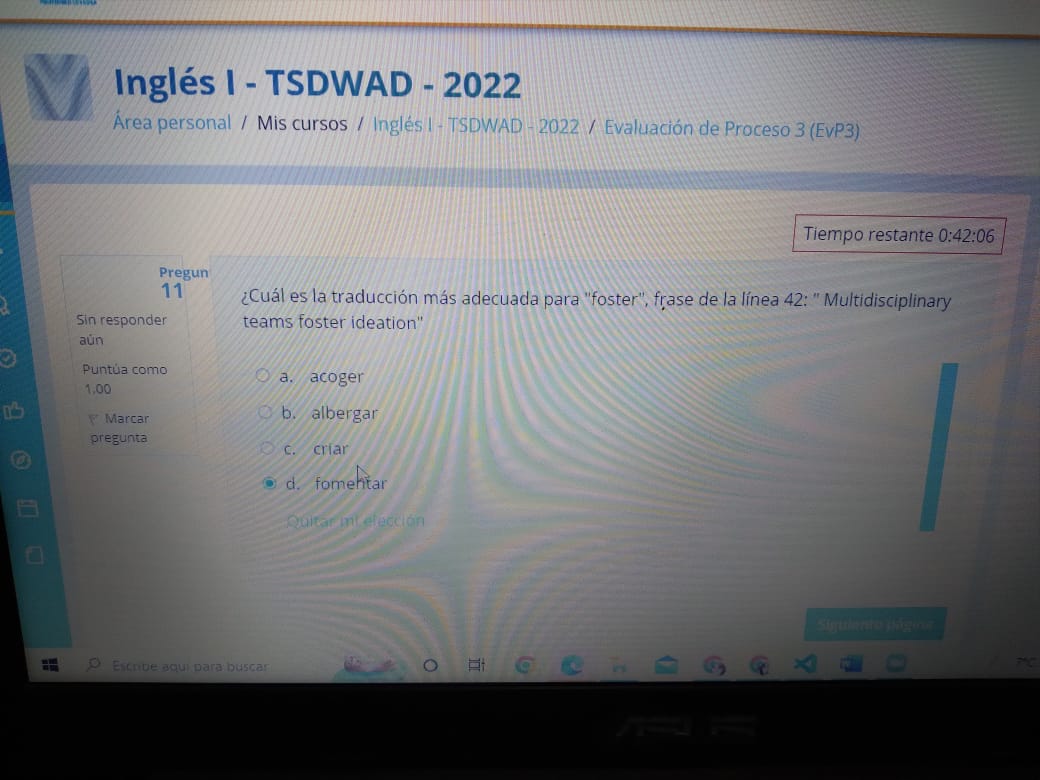 Inglés I - TSDWAD - 2022
Área personal / Mis cursos / Inglés I - TSDWAD - 2022 / Evaluación de Proceso 3 (EvP3)
Tiempo restante 0:42:06
Pregun
11
Sin responder
aún
Puntúa como
1.00
Marcar
pregunta
¿Cuál es la traducción más adecuada para "foster", frase de la línea 42: " Multidisciplinary
teams foster ideation"
a. acoger
b. albergar
c. criar
d. fomentar
Quitar mi elección
Siguiente página
Escribe aquí para buscar
7°C